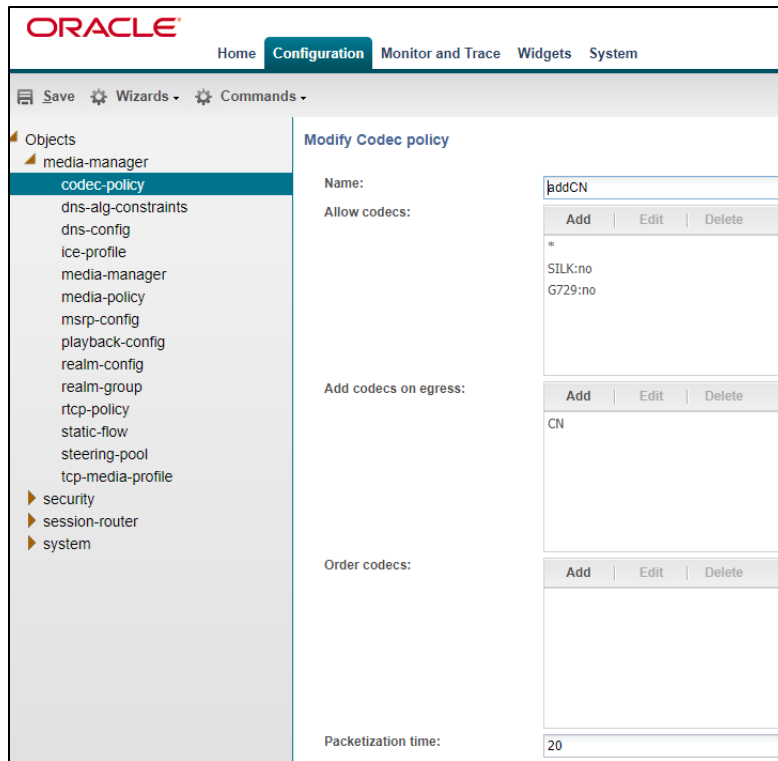 ORACLE®
Home Configuration Monitor and Trace Widgets System
Save Wizards Commands
Objects
media-manager
codec-policy
dns-alg-constraints
dns-config
ice-profile
media-manager
media-policy
msrp-config
playback-config
realm-config
realm-group
rtcp-policy
static-flow
steering-pool
tcp-media-profile
security
session-router
system
Modify Codec policy
Name: addCN
Allow codecs: Add | Edit | Delete
*
SILK:no
G729:no
Add codecs on egress: Add | Edit | Delete
CN
Order codecs: Add | Edit | Delete
Packetization time: 20